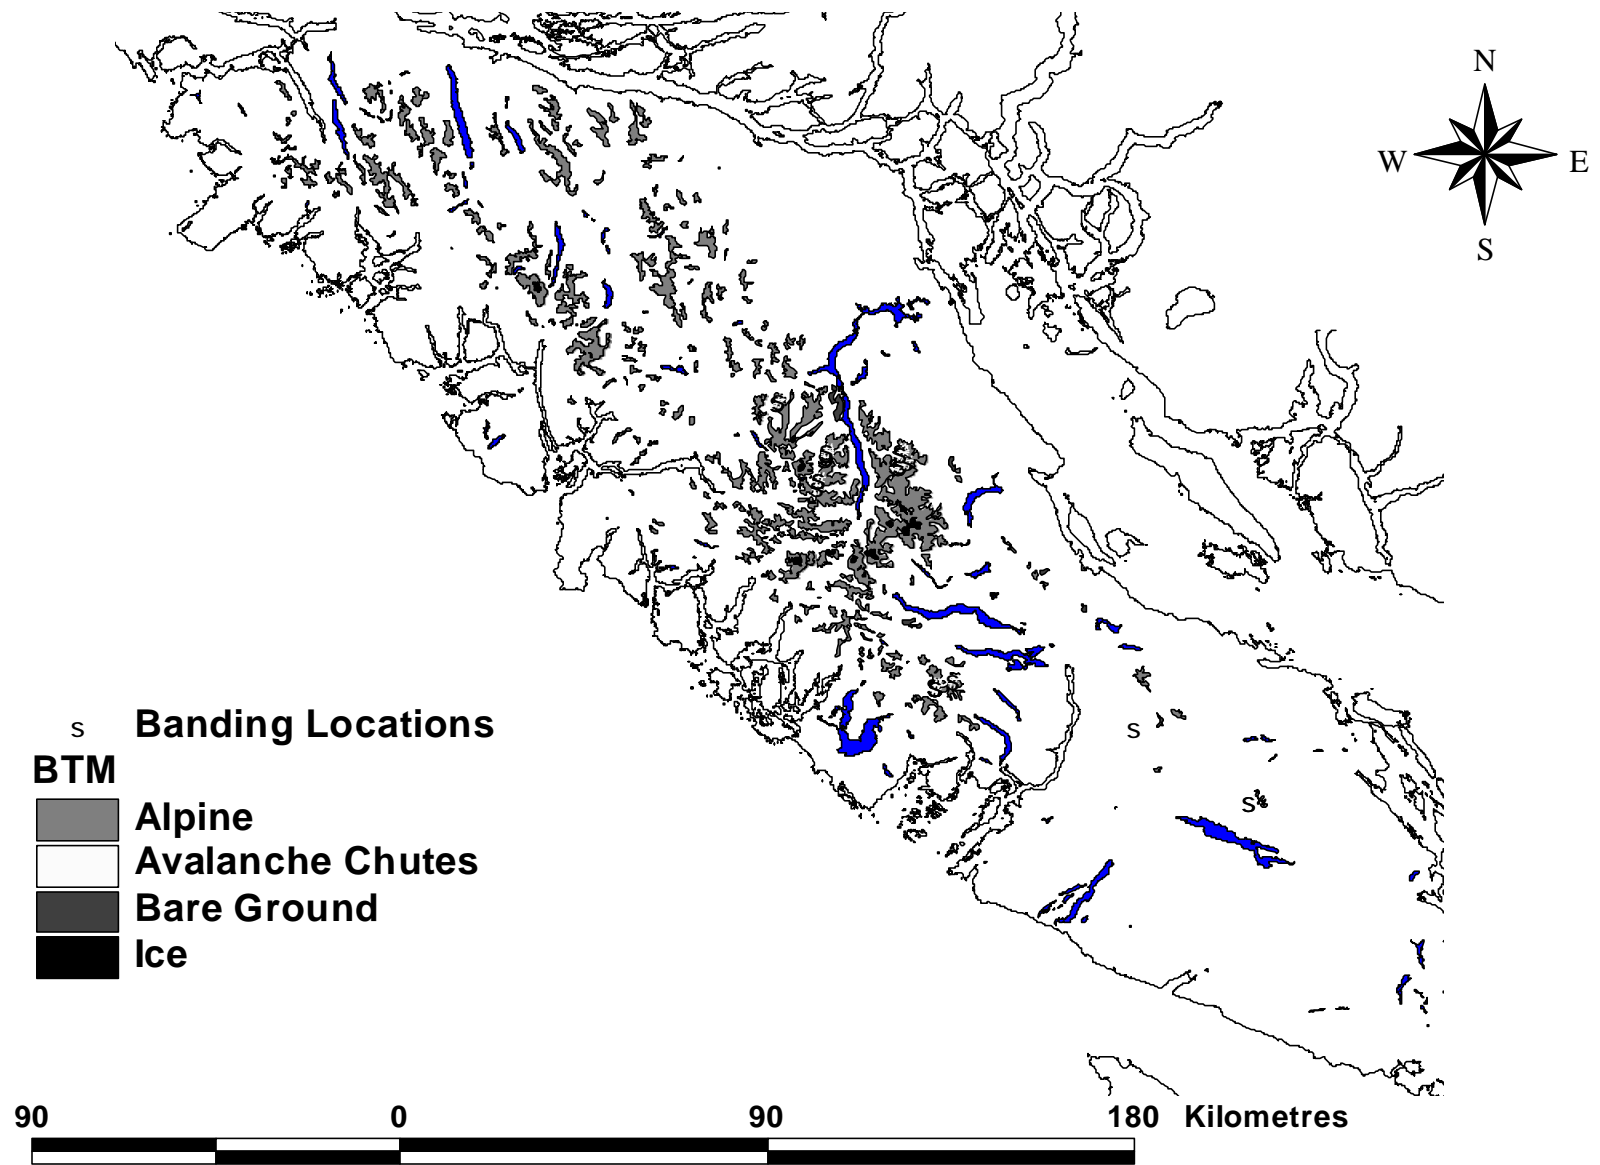 N
W E
S
s Banding Locations
BTM
Alpine
Avalanche Chutes
Bare Ground
Ice
s
s
90 0 90 180 Kilometres